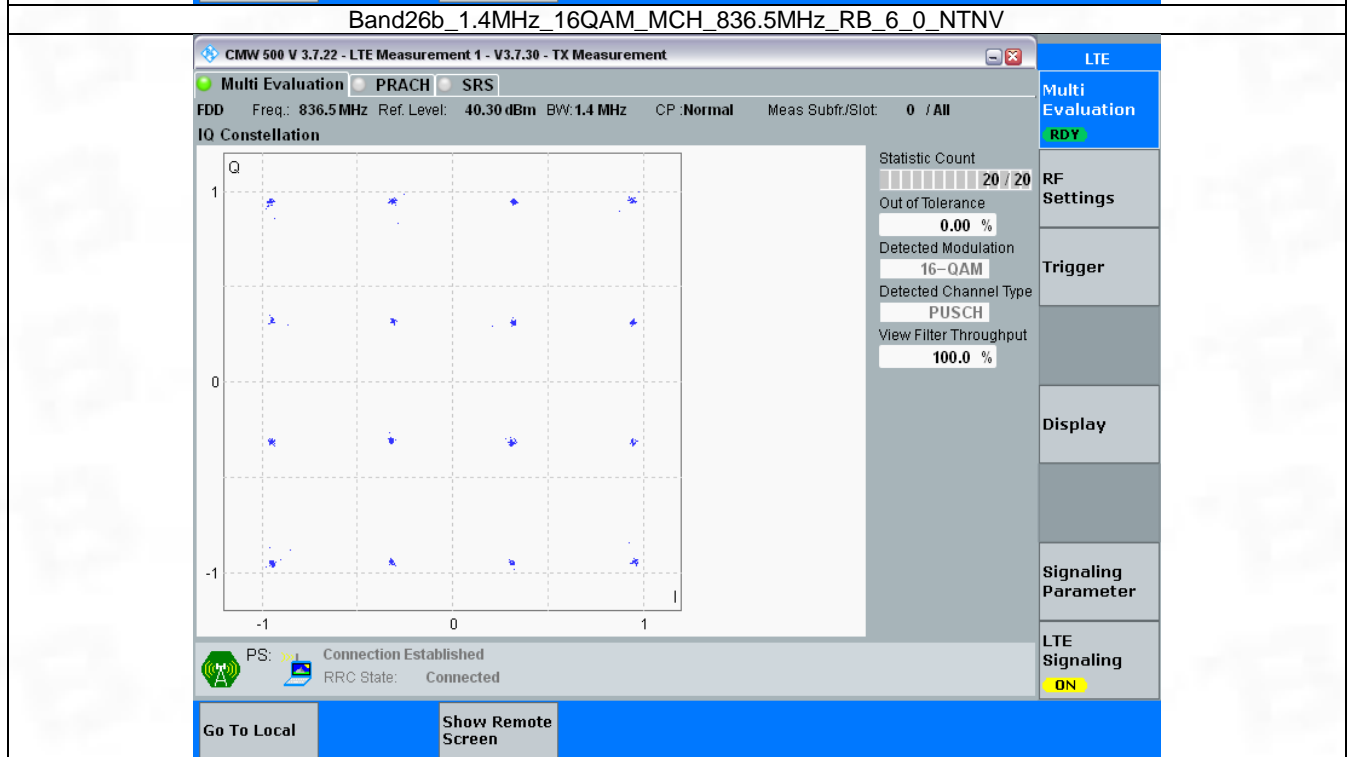 Band26b_1.4MHz_16QAM_MCH_836.5MHz_RB_6_0_NTNV
CMW 500 V 3.7.22 - LTE Measurement 1 - V3.7.30 - TX Measurement
LTE
Multi Evaluation PRACH SRS
FDD Freq.: 836.5 MHz Ref. Level: 40.30 dBm BW: 1.4 MHz CP :Normal Meas Subfr./Slot: 0 / All
IQ Constellation
Q
1
0
-1
I
-1 0 1
Statistic Count
20 / 20
Out of Tolerance
0.00 %
Detected Modulation
16-QAM
Detected Channel Type
PUSCH
View Filter Throughput
100.0 %
Multi
Evaluation
RDY
RF
Settings
Trigger
Display
Signaling
Parameter
LTE
Signaling
ON
PS: Connection Established
RRC State: Connected
Go To Local
Show Remote
Screen